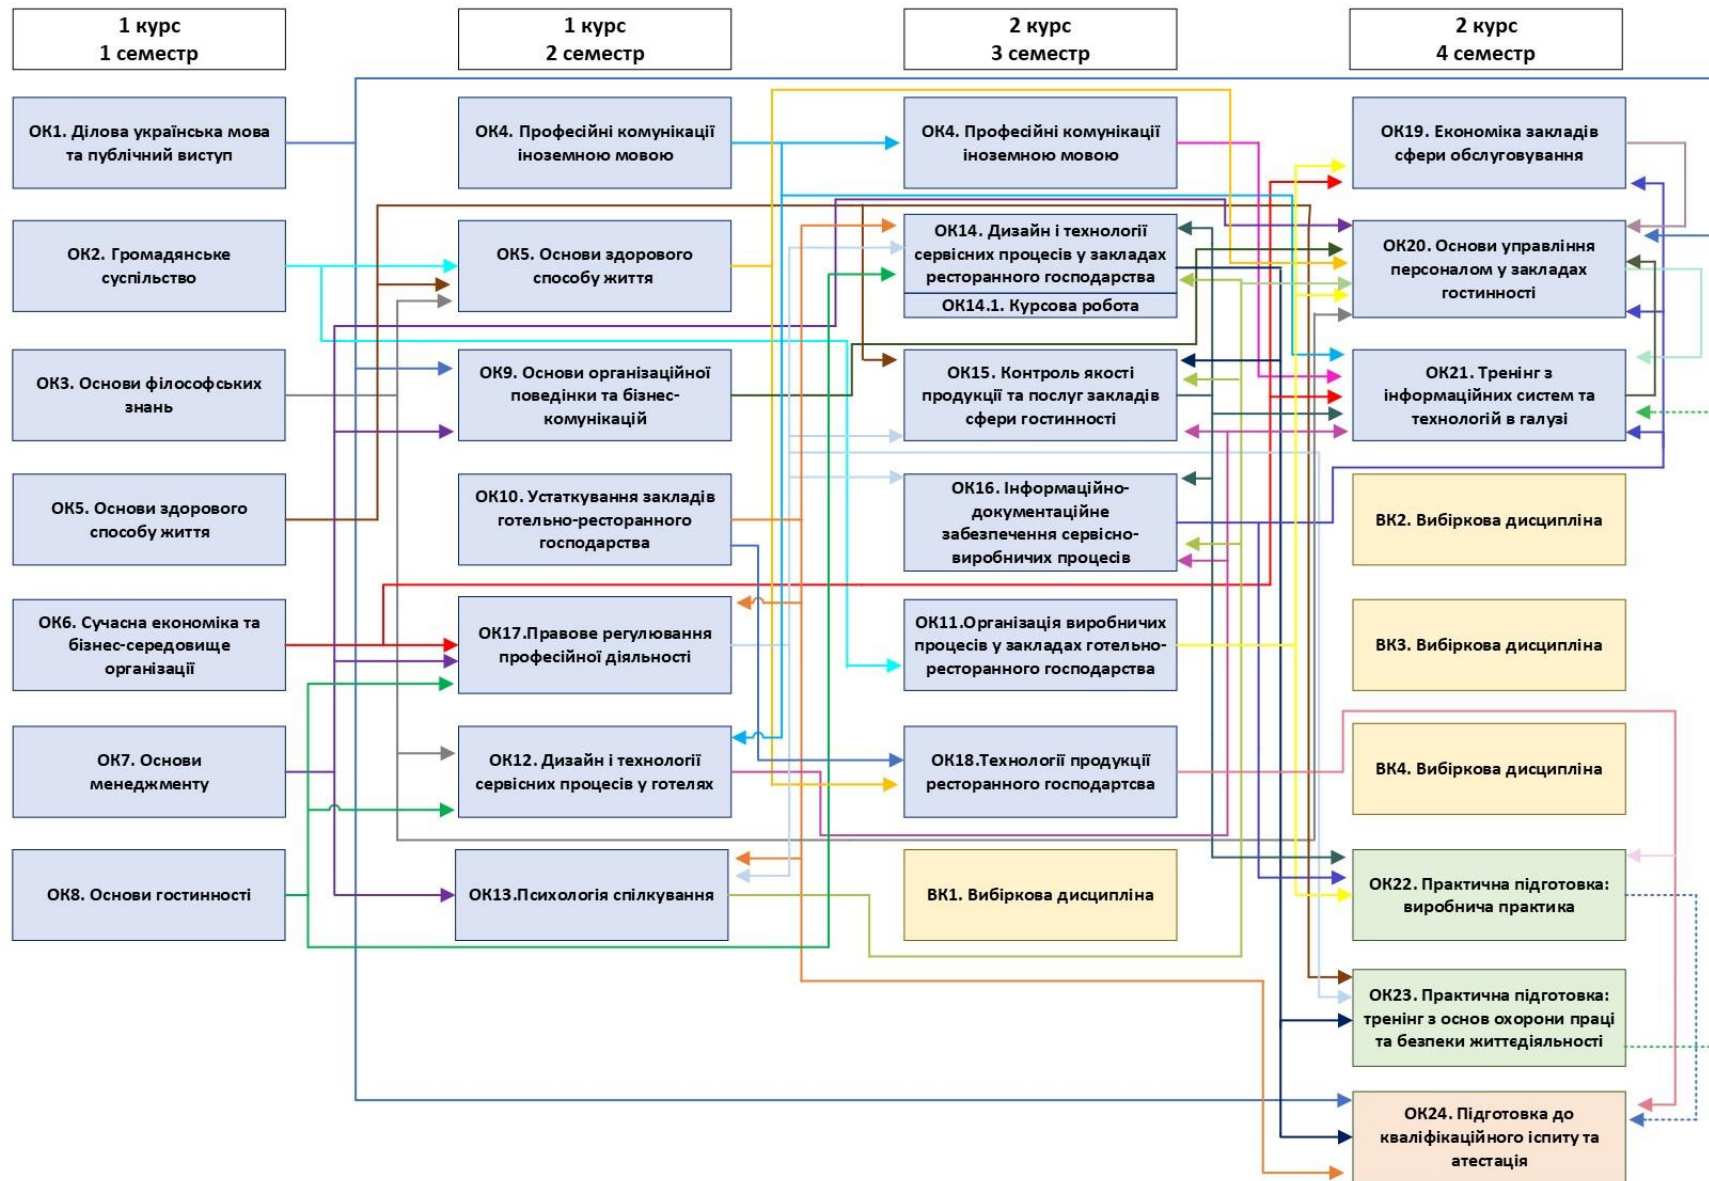 1 курс
1 семестр
1 курс
2 семестр
2 курс
3 семестр
2 курс
4 семестр
ОК1. Ділова українська мова
та публічний виступ
ОК4. Професійні комунікації
іноземною мовою
ОК4. Професійні комунікації
іноземною мовою
ОК19. Економіка закладів
сфери обслуговування
ОК2. Громадянське
суспільство
ОК5. Основи здорового
способу життя
ОК14. Дизайн і технології
сервісних процесів у закладах
ресторанного господарства
ОК14.1. Курсова робота
ОК20. Основи управління
персоналом у закладах
гостинності
ОК3. Основи філософських
знань
ОК9. Основи організаційної
поведінки та бізнес-
комунікацій
ОК15. Контроль якості
продукції та послуг закладів
сфери гостинності
ОК21. Тренінг з
інформаційних систем та
технологій в галузі
ОК5. Основи здорового
способу життя
ОК10. Устаткування закладів
готельно-ресторанного
господарства
ОК16. Інформаційно-
документаційне
забезпечення сервісно-
виробничих процесів
ВК2. Вибіркова дисципліна
ОК6. Сучасна економіка та
бізнес-середовище
організації
ОК17.Правове регулювання
професійної діяльності
ОК11.Організація виробничих
процесів у закладах готельно-
ресторанного господарства
ВК3. Вибіркова дисципліна
ОК7. Основи
менеджменту
ОК12. Дизайн і технології
сервісних процесів у готелях
ОК18.Технології продукції
ресторанного господартсва
ВК4. Вибіркова дисципліна
ОК8. Основи гостинності
ОК13.Психологія спілкування
ВК1. Вибіркова дисципліна
ОК22. Практична підготовка:
виробнича практика
ОК23. Практична підготовка:
тренінг з основ охорони праці
та безпеки життєдіяльності
ОК24. Підготовка до
кваліфікаційного іспиту та
атестація